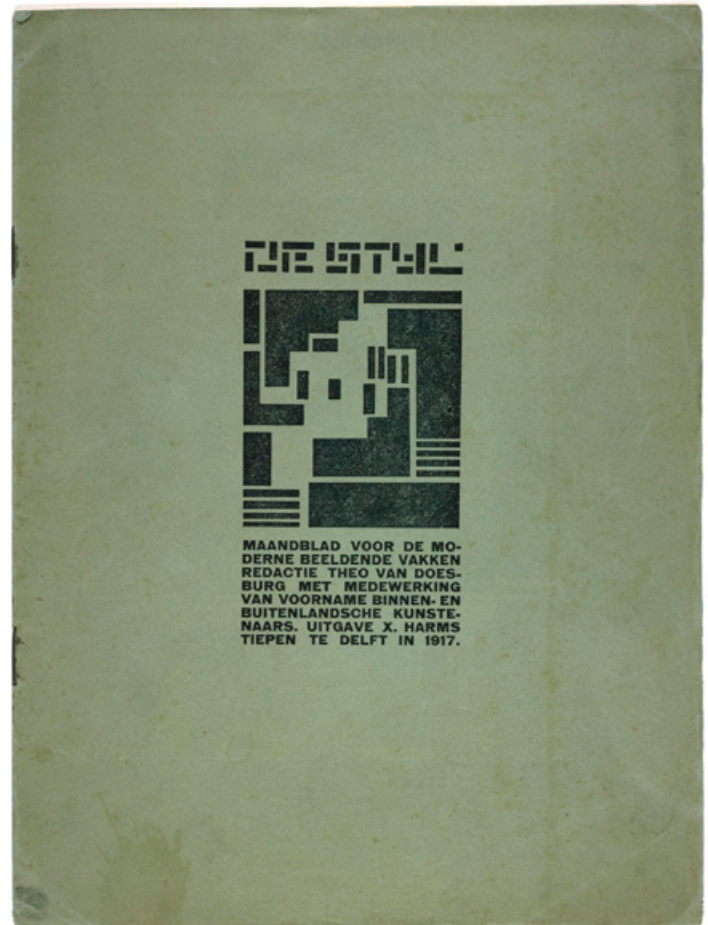 DE STIJL
MAANDBLAD VOOR DE MO-
DERNE BEELDENDE VAKKEN
REDACTIE THEO VAN DOES-
BURG MET MEDEWERKING
VAN VOORNAME BINNEN- EN
BUITENLANDSCHE KUNSTE-
NAARS. UITGAVE X. HARMS
TIEPEN TE DELFT IN 1917.